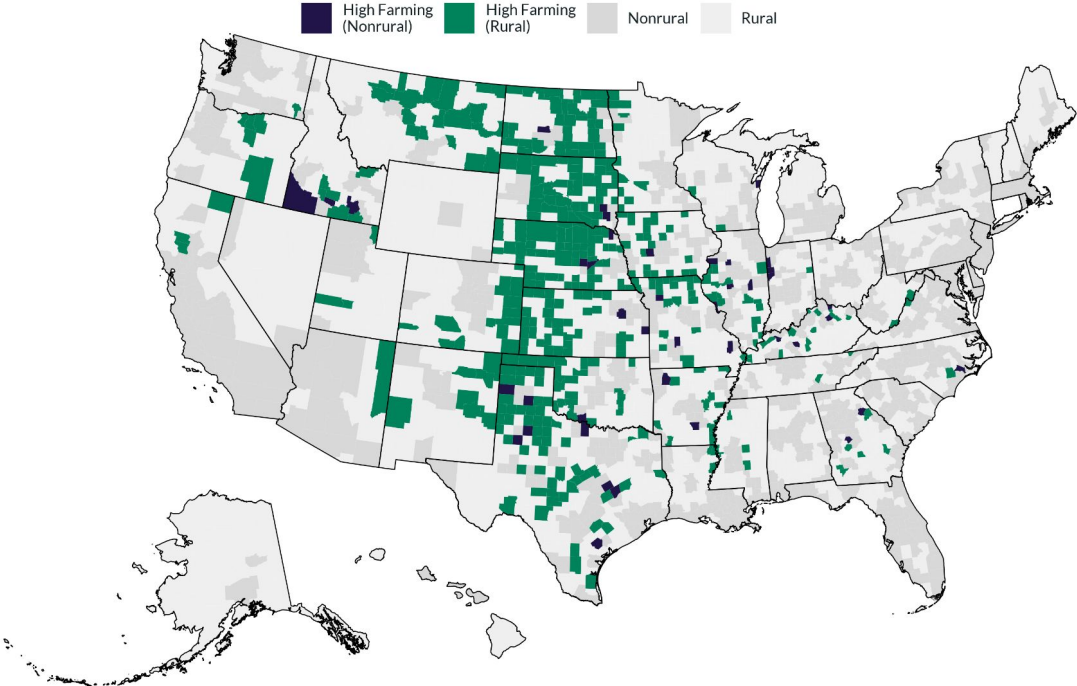 High Farming
(Nonrural)
High Farming
(Rural)
Nonrural
Rural